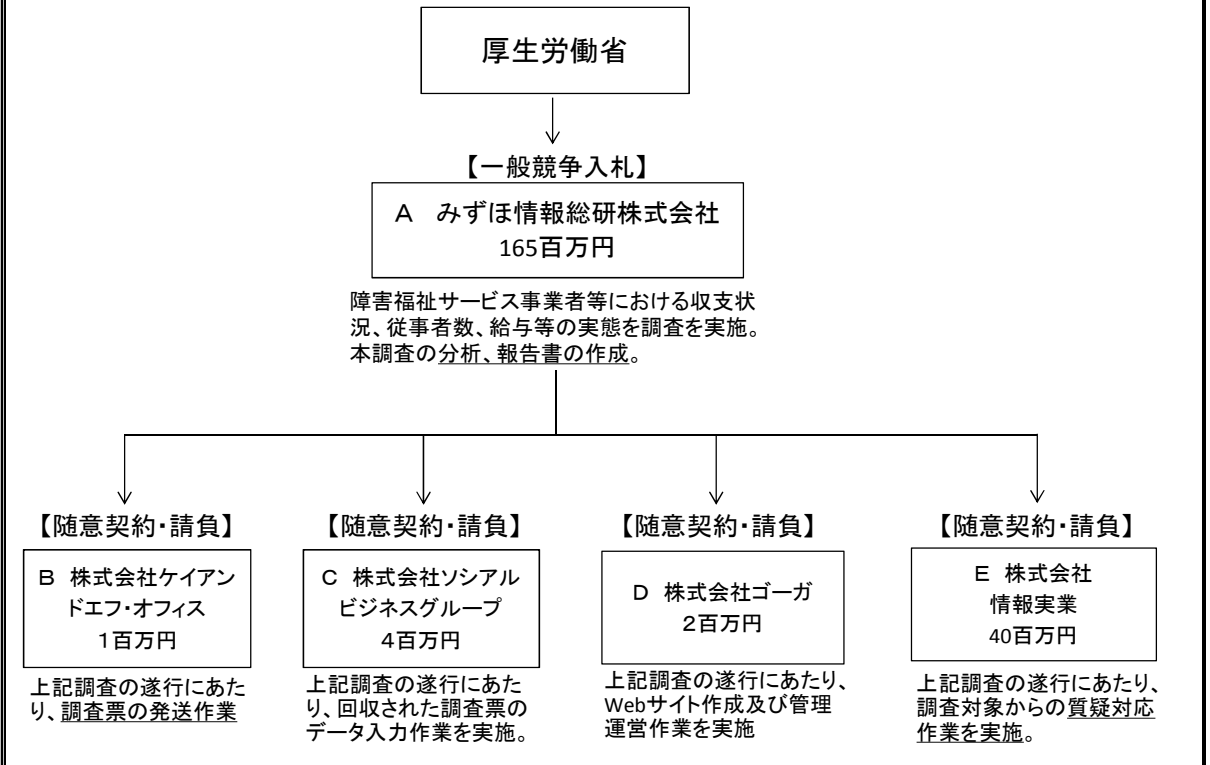 厚生労働省
【一般競争入札】
A　みずほ情報総研株式会社
165百万円
障害福祉サービス事業者等における収支状
況、従事者数、給与等の実態を調査を実施。
本調査の分析、報告書の作成。
【随意契約・請負】
B　株式会社ケイアン
ドエフ・オフィス
1百万円
上記調査の遂行にあた
り、調査票の発送作業
【随意契約・請負】
C　株式会社ソシアル
ビジネスグループ
4百万円
上記調査の遂行にあた
り、回収された調査票の
データ入力作業を実施。
【随意契約・請負】
D　株式会社ゴーガ
2百万円
上記調査の遂行にあたり、
Webサイト作成及び管理
運営作業を実施
【随意契約・請負】
E　株式会社
情報実業
40百万円
上記調査の遂行にあたり、
調査対象からの質疑対応
作業を実施。